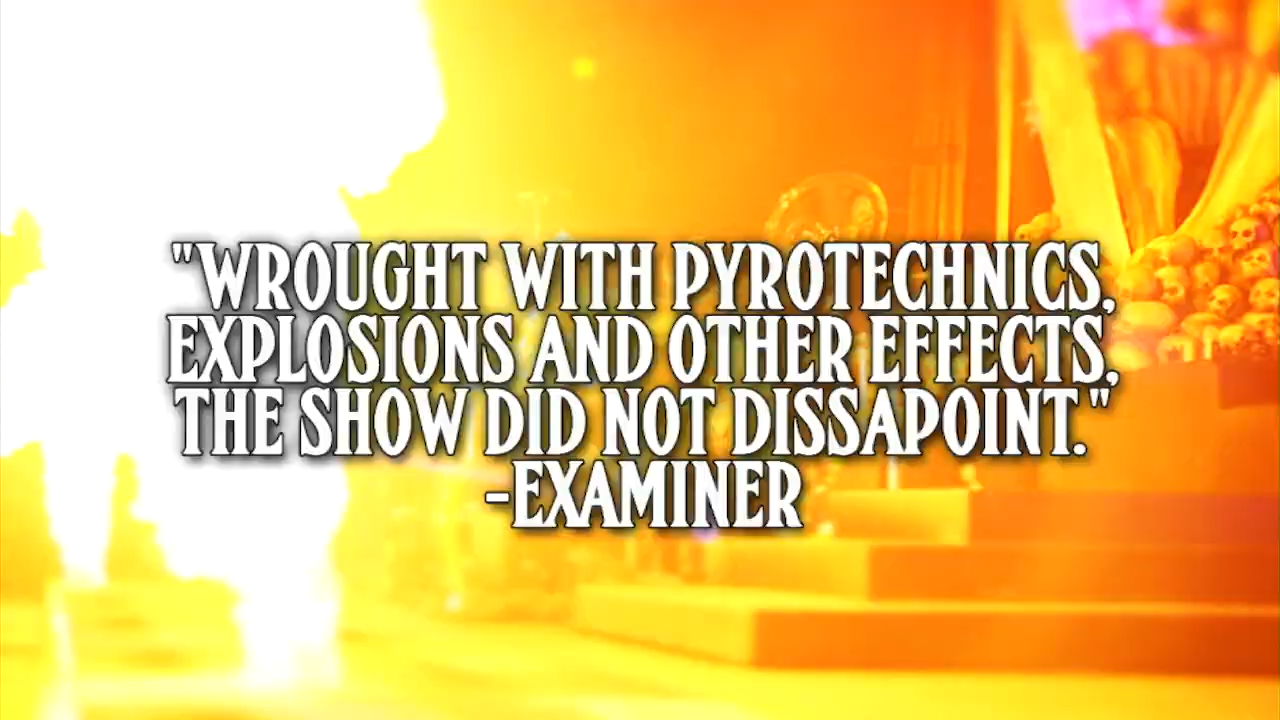 "WROUGHT WITH PYROTECHNICS,
EXPLOSIONS AND OTHER EFFECTS,
THE SHOW DID NOT DISSAPOINT."
-EXAMINER